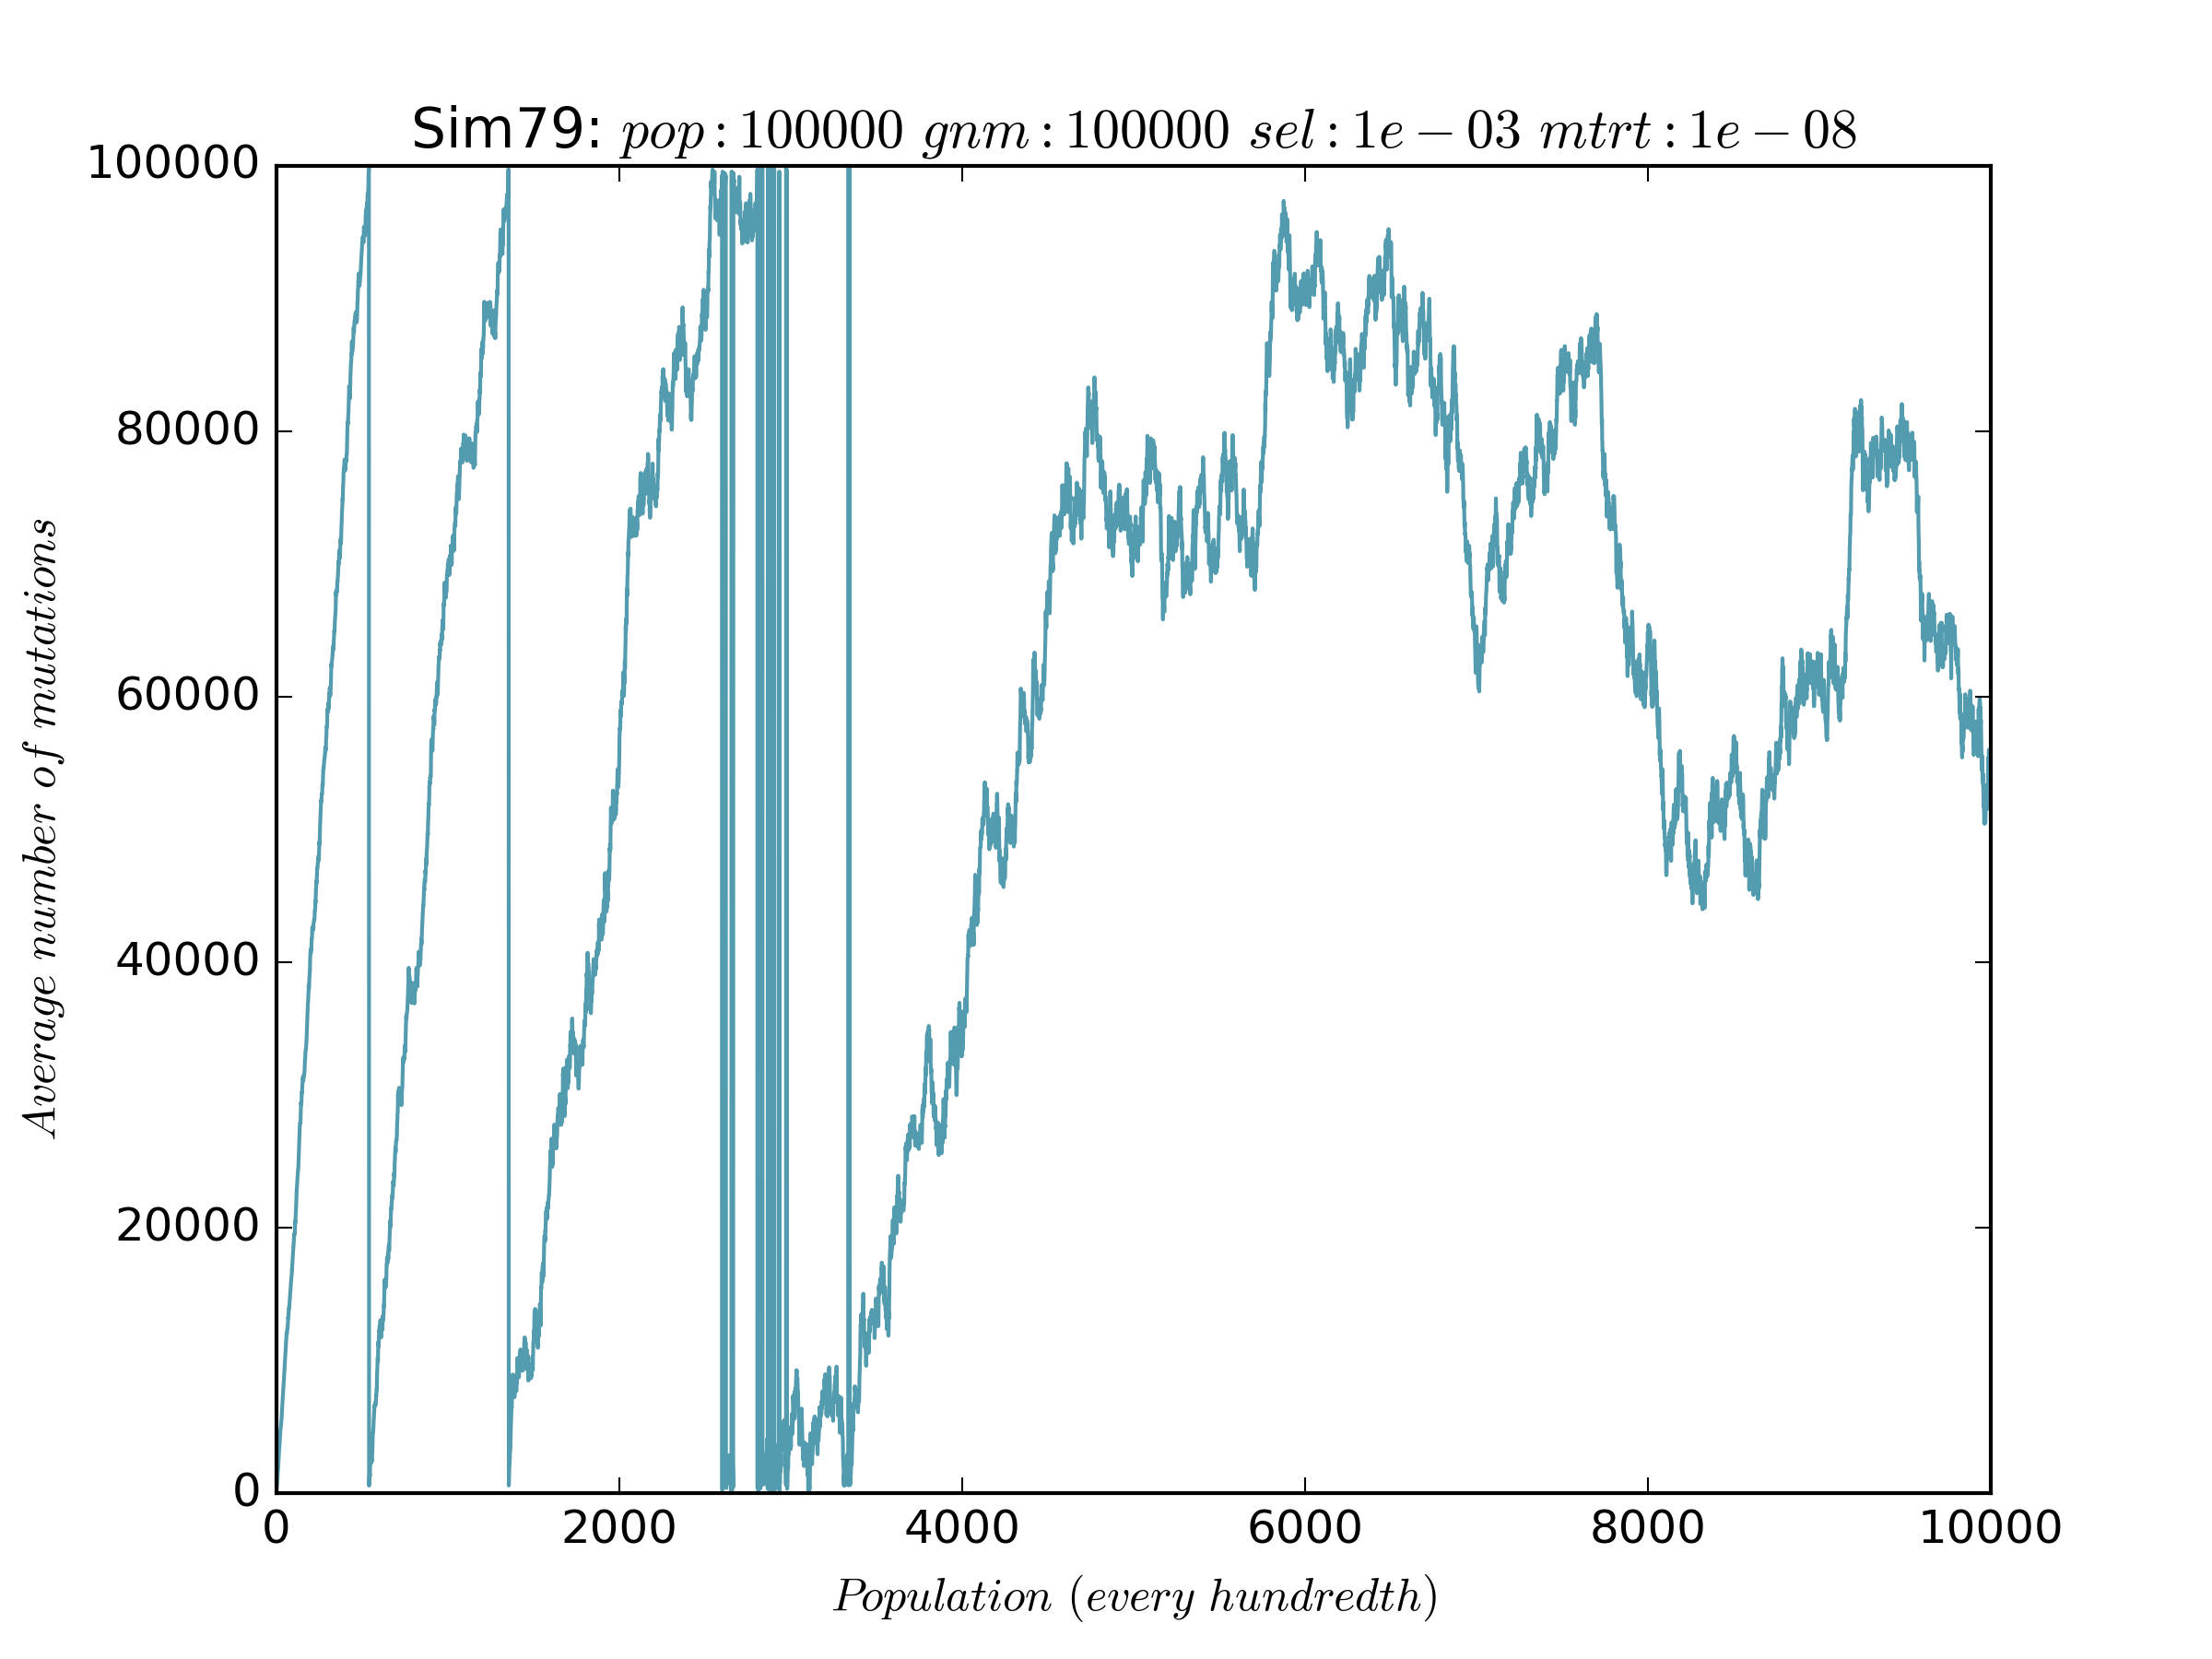 Sim79: pop : 100000 gnm : 100000 sel : 1e − 03 mtrt : 1e − 08
100000
80000
60000
40000
20000
0
Average number of mutations
0 2000 4000 6000 8000 10000
Population (every hundredth)